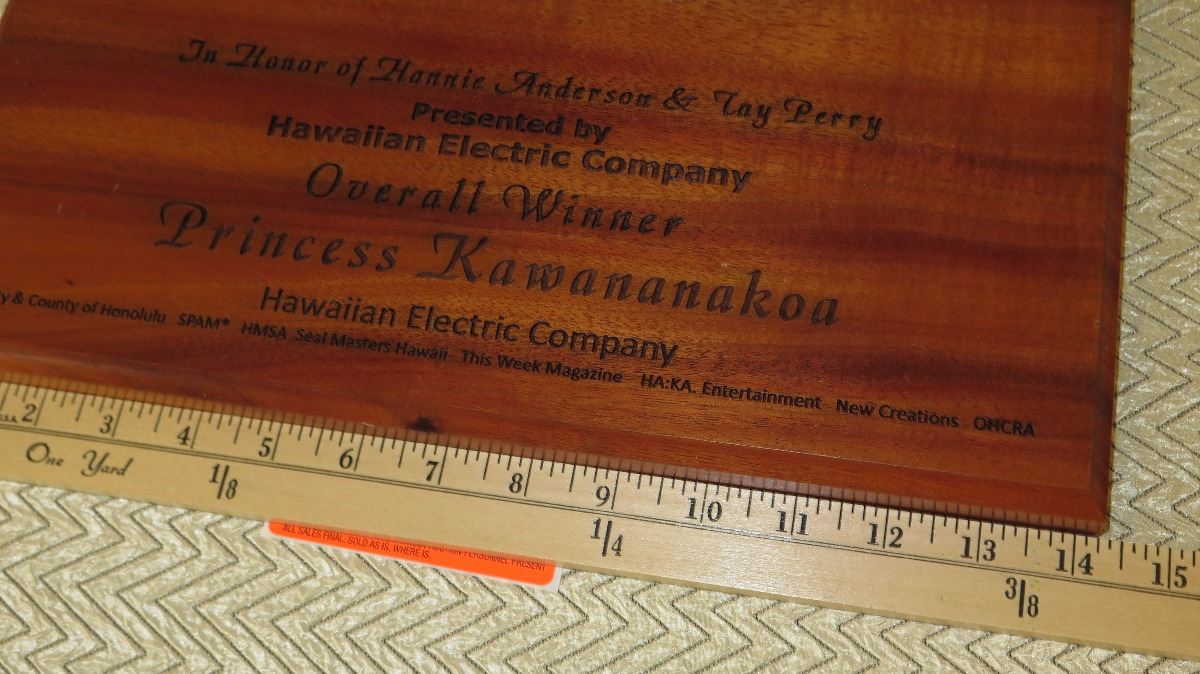 In Honor of Hannie Anderson & Tay Perry
Presented by
Hawaiian Electric Company
Overall Winner
Princess Kawananakoa
Hawaiian Electric Company
y & County of Honolulu SPAM® HMSA Seal Masters Hawaii This Week Magazine HA:KA. Entertainment New Creations OHCRA
2 3 4 5 6 7 8 9 10 11 12 13 14 15
One Yard 1/8 1/4 3/8
ALL SALES FINAL. SOLD AS IS. WHERE IS.
PERSONNEL PRESENT